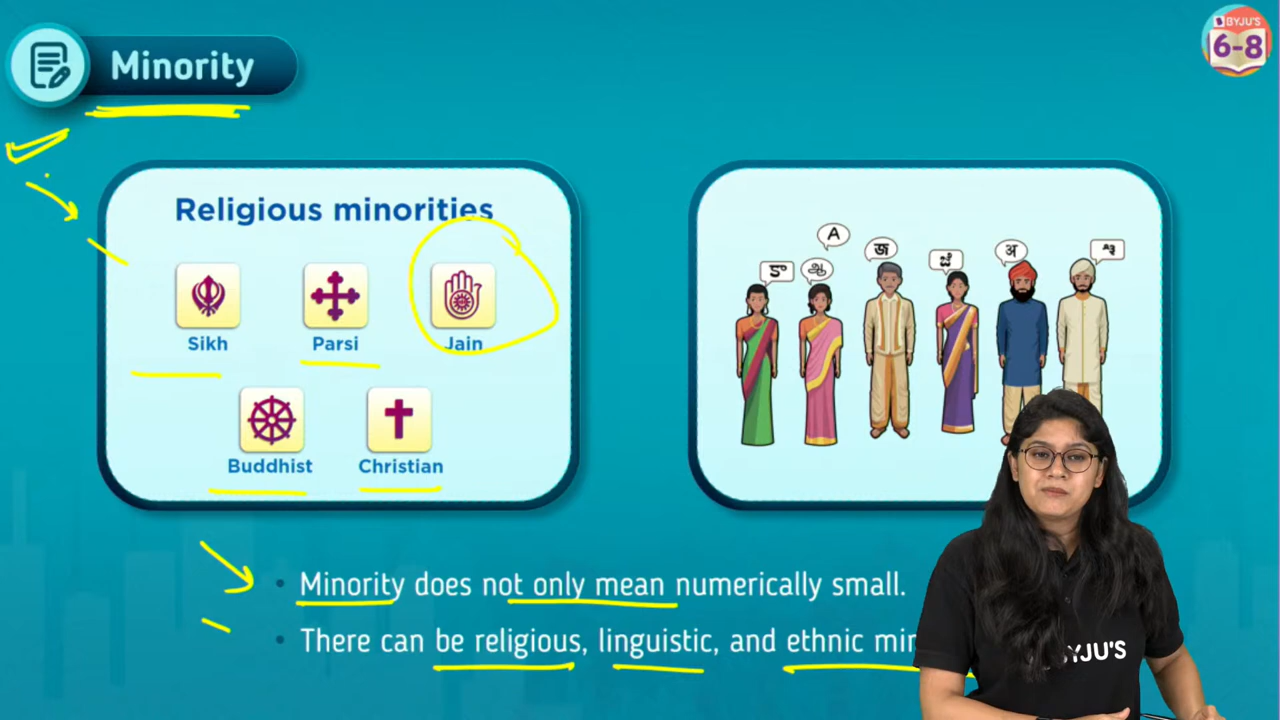 Minority
BYJU'S
6-8
Religious minorities
Sikh
Parsi
Jain
Buddhist
Christian
A
ஆ
ஜ
अ
• Minority does not only mean numerically small.
• There can be religious, linguistic, and ethnic
BYJU'S